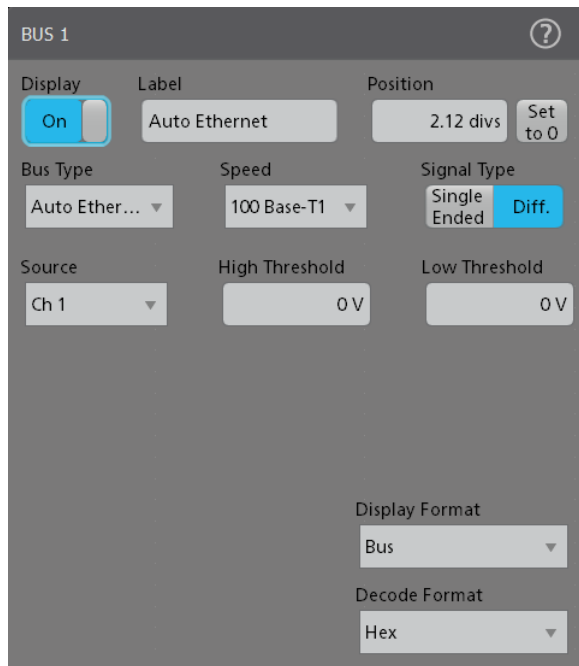 BUS 1
?
Display Label Position
On Auto Ethernet 2.12 divs Set to 0
Bus Type Speed Signal Type
Auto Ether... 100 Base-T1 Single Ended Diff.
Source High Threshold Low Threshold
Ch 1 0 V 0 V
Display Format
Bus
Decode Format
Hex